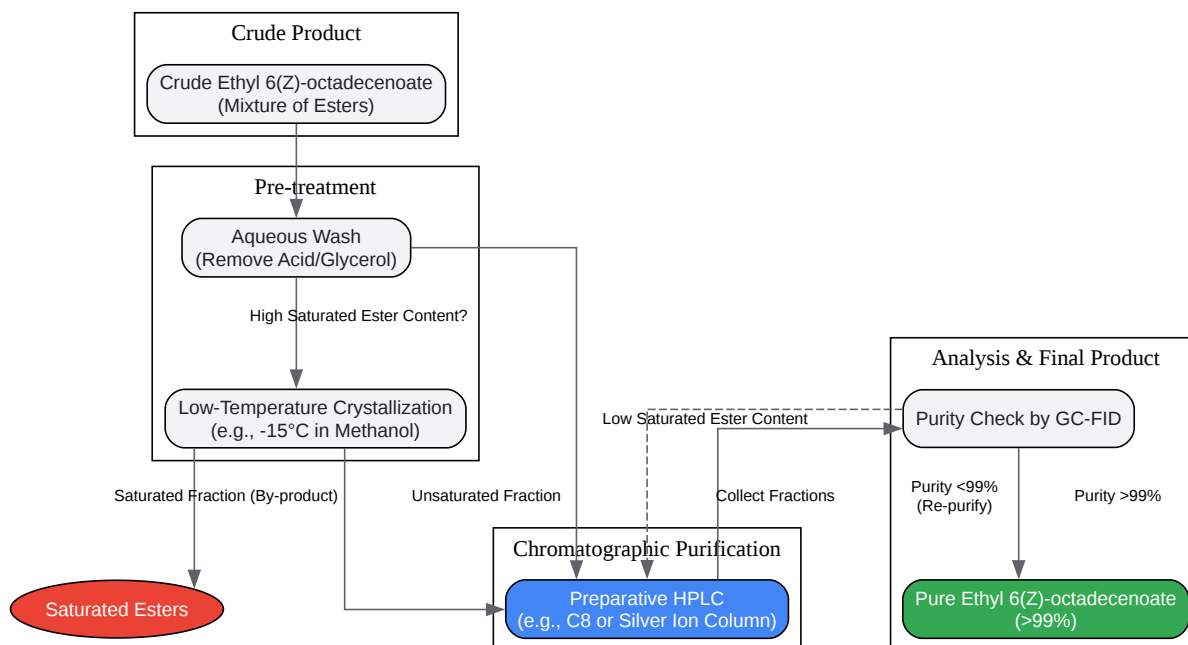 Crude Product
Crude Ethyl 6(Z)-octadecenoate
(Mixture of Esters)
Pre-treatment
Aqueous Wash
(Remove Acid/Glycerol)
High Saturated Ester Content?
Low-Temperature Crystallization
(e.g., -15°C in Methanol)
Analysis & Final Product
Purity Check by GC-FID
Low Saturated Ester Content
Saturated Fraction (By-product)
Unsaturated Fraction
Collect Fractions
Purity <99%
(Re-purify)
Purity >99%
Chromatographic Purification
Saturated Esters
Preparative HPLC
(e.g., C8 or Silver Ion Column)
Pure Ethyl 6(Z)-octadecenoate
(>99%)